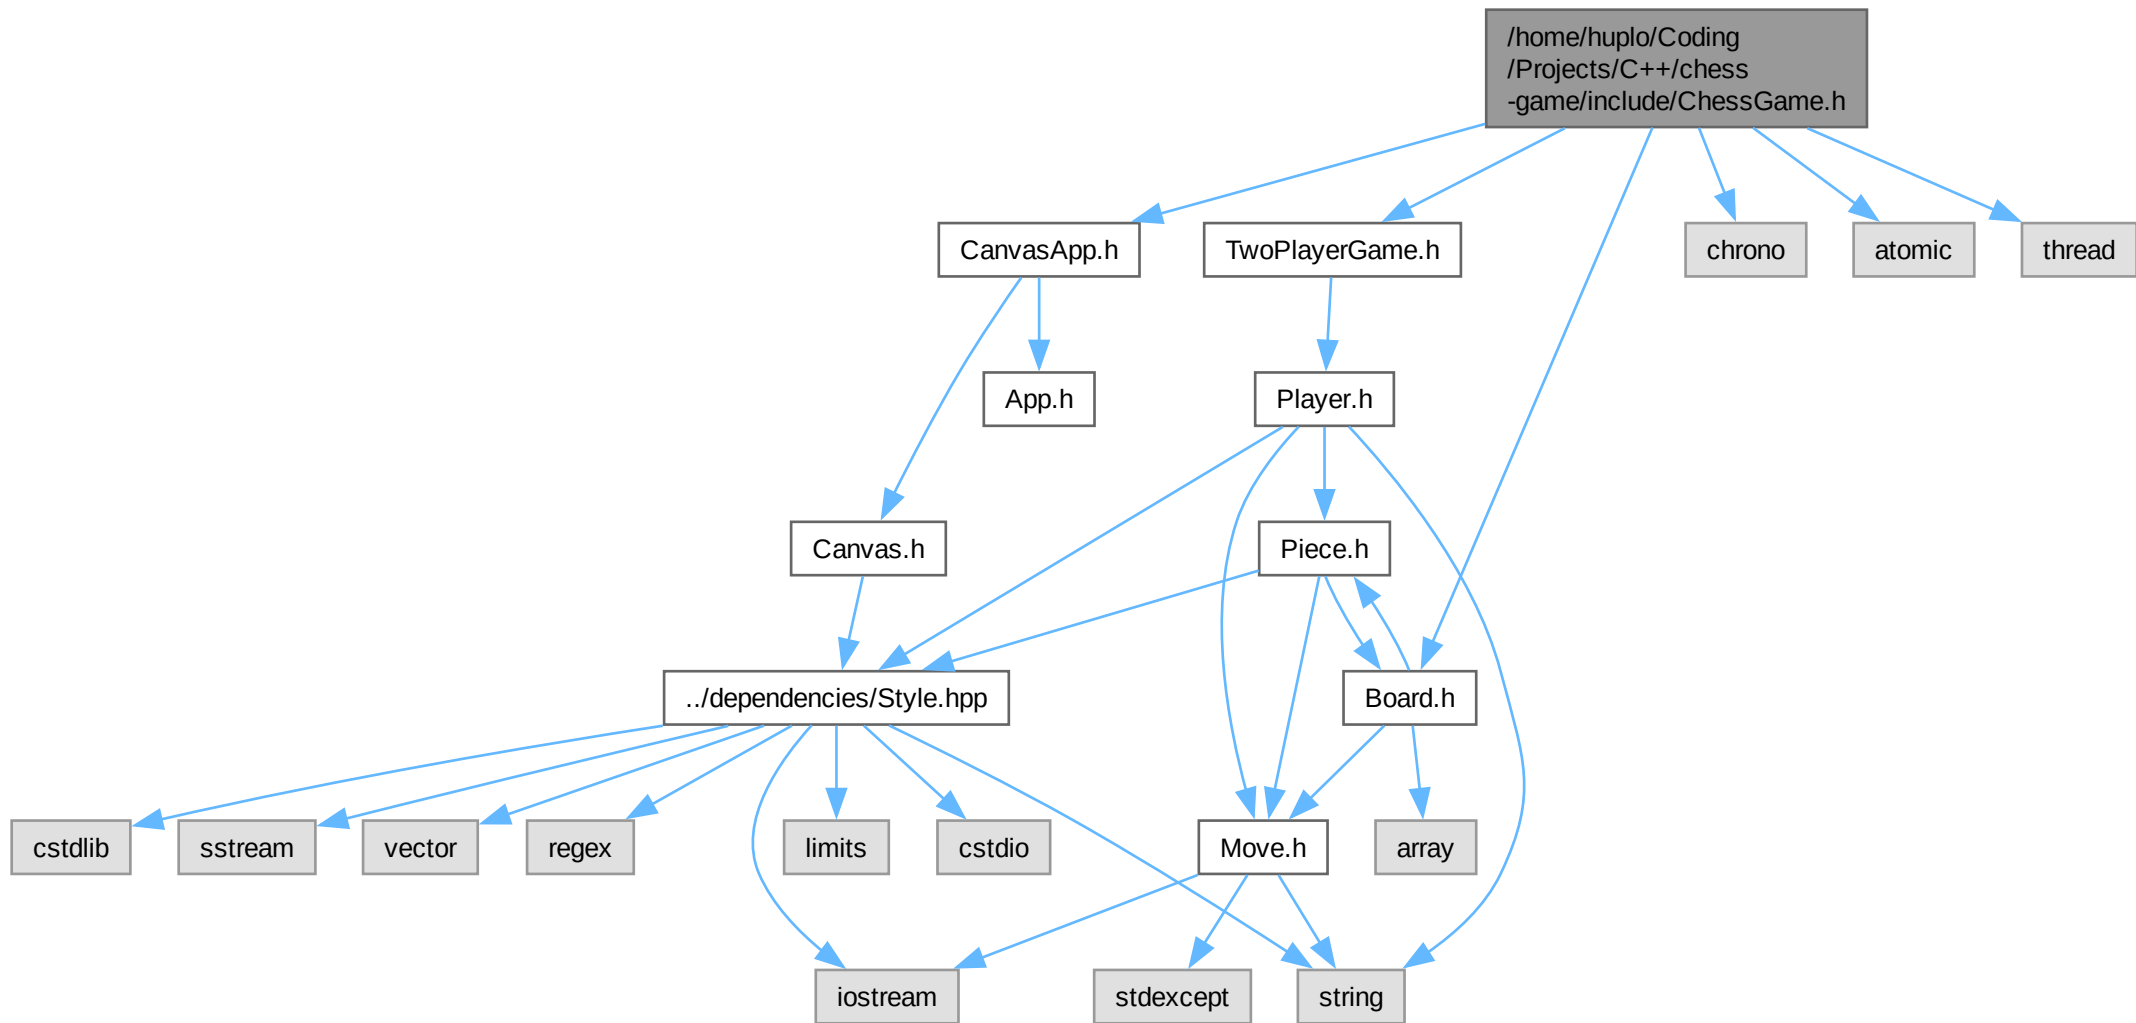 /home/huplo/Coding
/Projects/C++/chess
-game/include/ChessGame.h
CanvasApp.h
TwoPlayerGame.h
chrono
atomic
thread
App.h
Player.h
Canvas.h
Piece.h
../dependencies/Style.hpp
Board.h
cstdlib
sstream
vector
regex
limits
cstdio
Move.h
array
iostream
stdexcept
string